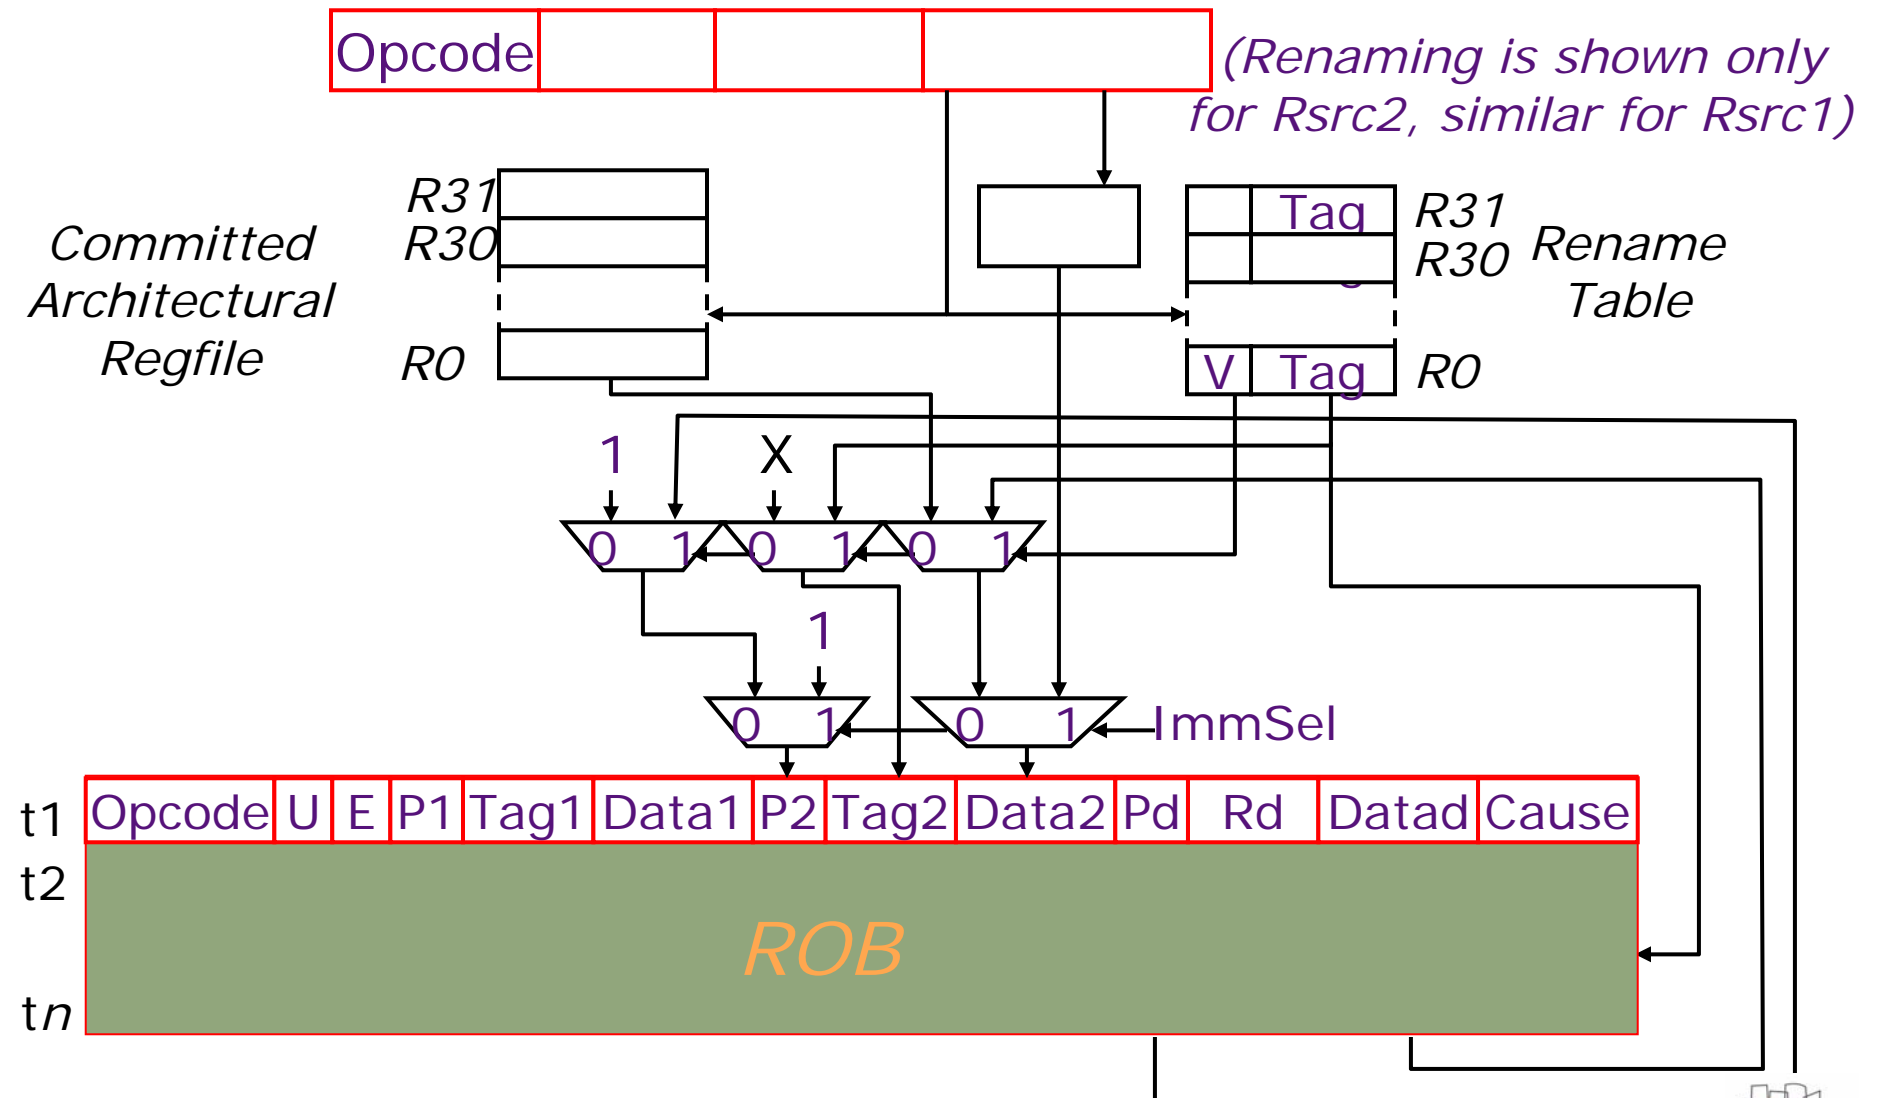 Opcode
(Renaming is shown only
for Rsrc2, similar for Rsrc1)
R31
R30
R0
Committed
Architectural
Regfile
Tag
V Tag
R31
R30
R0
Rename
Table
1 X
0 1 0 1 0 1
1
0 1 0 1 ImmSel
t1 Opcode U E P1 Tag1 Data1 P2 Tag2 Data2 Pd Rd Datad Cause
t2
ROB
tn